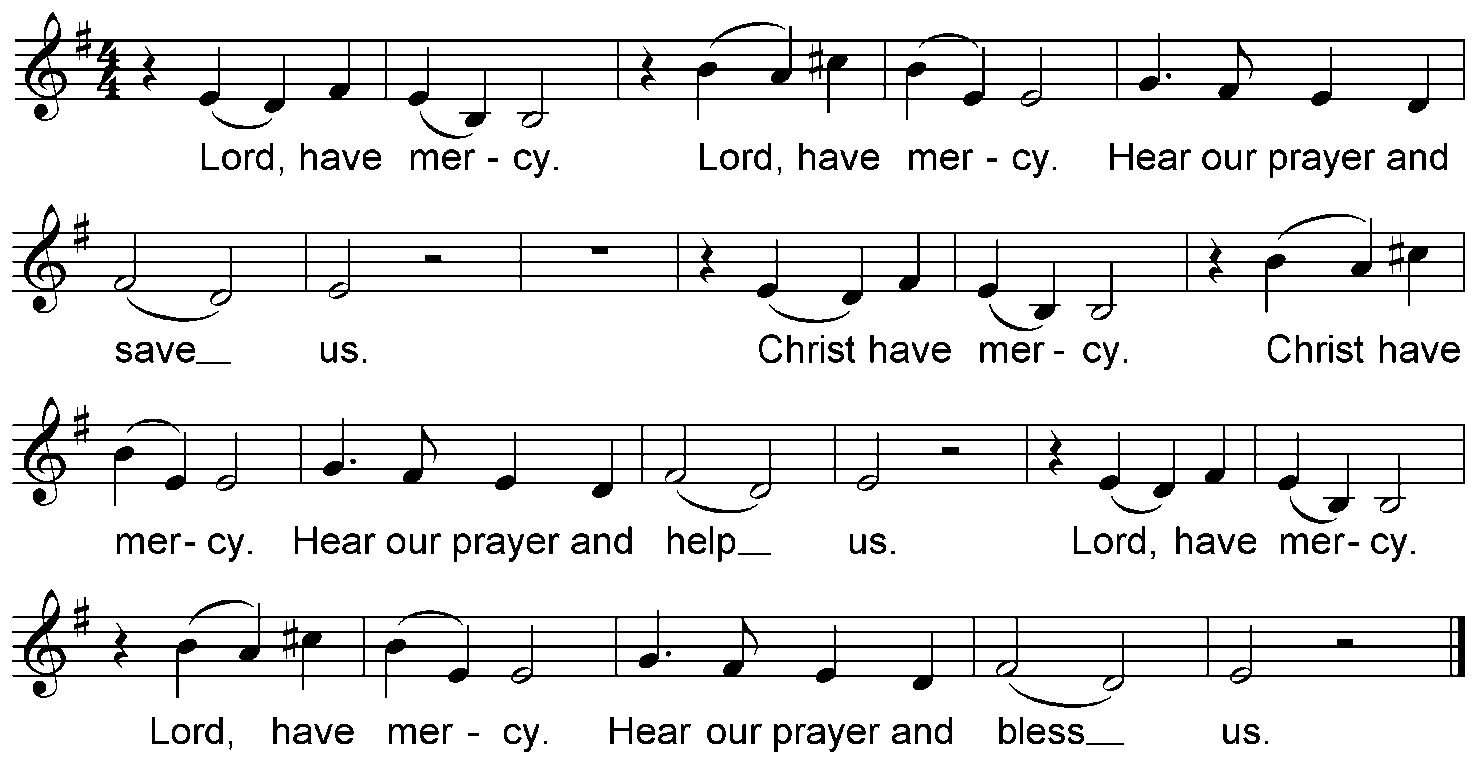 Lord, have mer - cy. Lord, have mer - cy. Hear our prayer and
save__ us. Christ have mer - cy. Christ have
mer- cy. Hear our prayer and help__ us. Lord, have mer- cy.
Lord, have mer - cy. Hear our prayer and bless__ us.